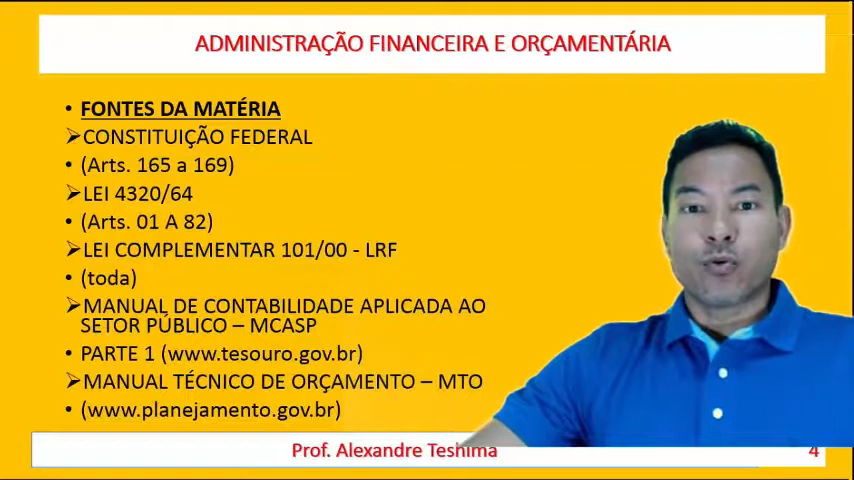 ADMINISTRAÇÃO FINANCEIRA E ORÇAMENTÁRIA
• FONTES DA MATÉRIA
➢CONSTITUIÇÃO FEDERAL
• (Arts. 165 a 169)
➢LEI 4320/64
• (Arts. 01 A 82)
➢LEI COMPLEMENTAR 101/00 - LRF
• (toda)
➢MANUAL DE CONTABILIDADE APLICADA AO
SETOR PÚBLICO – MCASP
• PARTE 1 (www.tesouro.gov.br)
➢MANUAL TÉCNICO DE ORÇAMENTO – MTO
• (www.planejamento.gov.br)
Prof. Alexandre Teshima
4